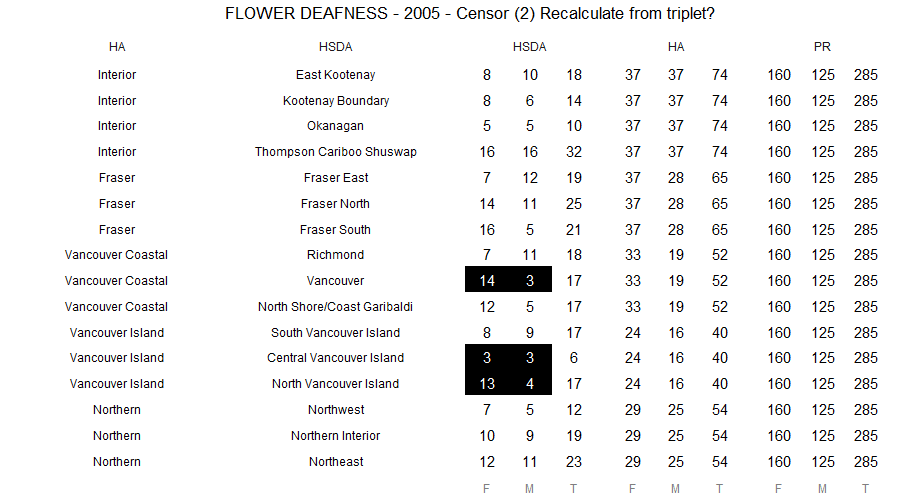 FLOWER DEAFNESS - 2005 - Censor (2) Recalculate from triplet?
HA HSDA HSDA HA PR
Interior East Kootenay 8 10 18 37 37 74 160 125 285
Interior Kootenay Boundary 8 6 14 37 37 74 160 125 285
Interior Okanagan 5 5 10 37 37 74 160 125 285
Interior Thompson Cariboo Shuswap 16 16 32 37 37 74 160 125 285
Fraser Fraser East 7 12 19 37 28 65 160 125 285
Fraser Fraser North 14 11 25 37 28 65 160 125 285
Fraser Fraser South 16 5 21 37 28 65 160 125 285
Vancouver Coastal Richmond 7 11 18 33 19 52 160 125 285
Vancouver Coastal Vancouver 14 3 17 33 19 52 160 125 285
Vancouver Coastal North Shore/Coast Garibaldi 12 5 17 33 19 52 160 125 285
Vancouver Island South Vancouver Island 8 9 17 24 16 40 160 125 285
Vancouver Island Central Vancouver Island 3 3 6 24 16 40 160 125 285
Vancouver Island North Vancouver Island 13 4 17 24 16 40 160 125 285
Northern Northwest 7 5 12 29 25 54 160 125 285
Northern Northern Interior 10 9 19 29 25 54 160 125 285
Northern Northeast 12 11 23 29 25 54 160 125 285
F M T F M T F M T